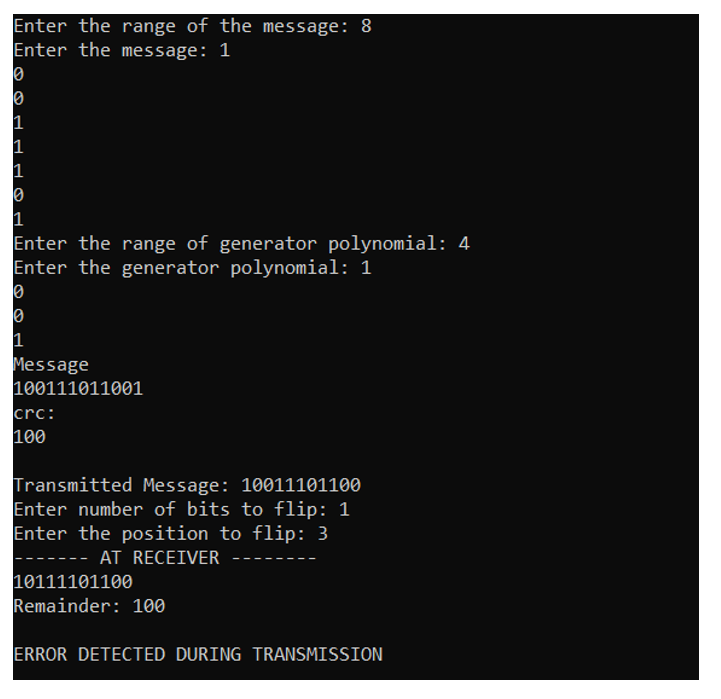 Enter the range of the message: 8
Enter the message: 1
0
0
1
1
1
0
1
Enter the range of generator polynomial: 4
Enter the generator polynomial: 1
0
0
1
Message
100111011001
crc:
100
Transmitted Message: 10011101100
Enter number of bits to flip: 1
Enter the position to flip: 3
------- AT RECEIVER --------
10111101100
Remainder: 100
ERROR DETECTED DURING TRANSMISSION